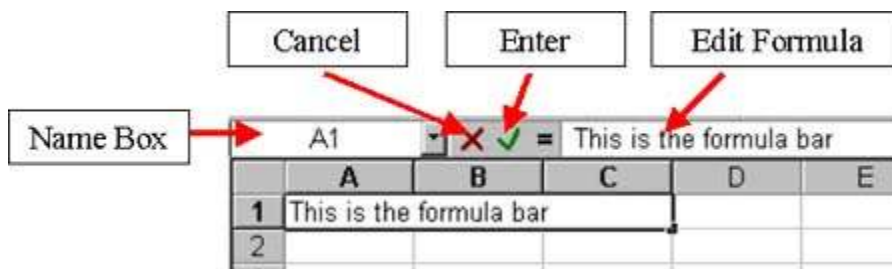 Cancel Enter Edit Formula
Name Box A1 = This is the formula bar
A B C D E
1 This is the formula bar
2